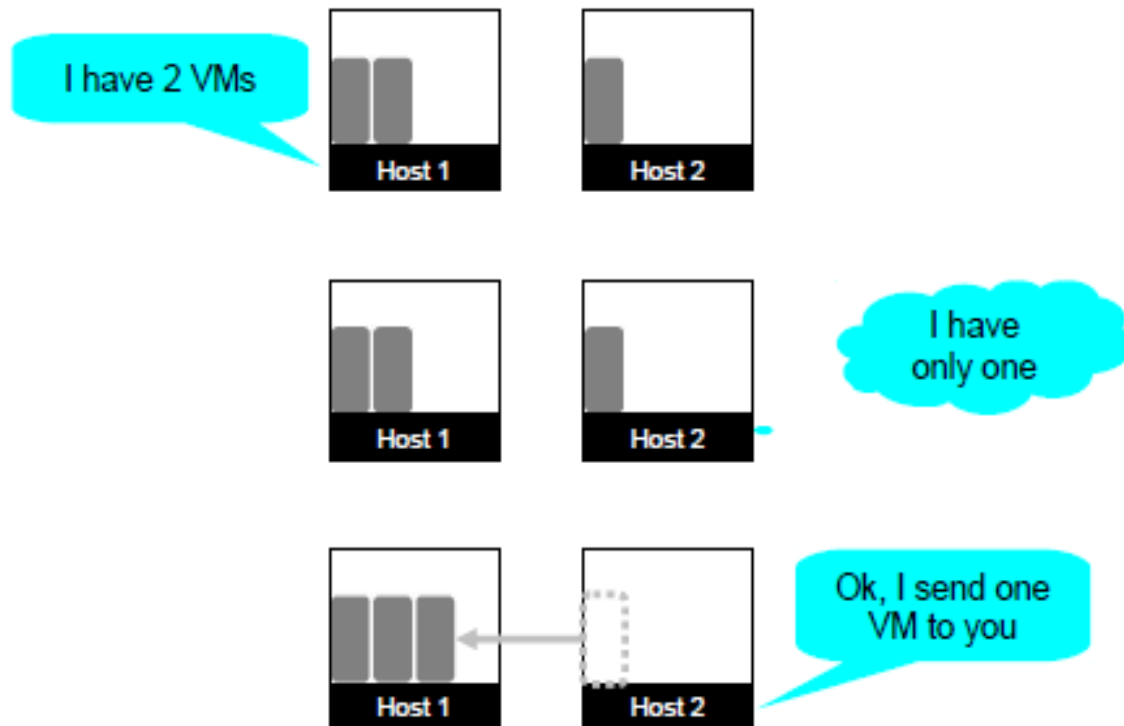 I have 2 VMs
Host 1
Host 2
I have
only one
Host 1
Host 2
Ok, I send one
VM to you
Host 1
Host 2